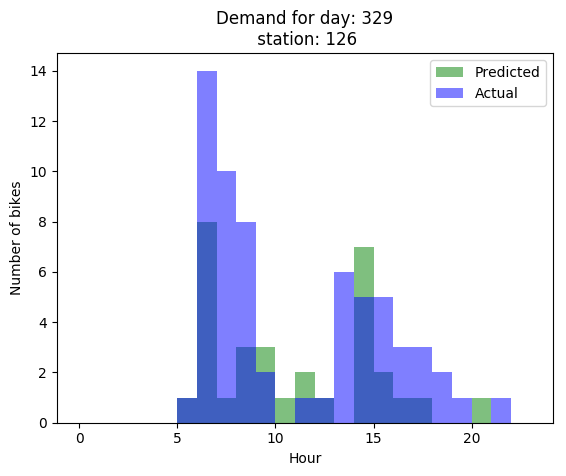 Demand for day: 329
station: 126
Predicted
Actual
Number of bikes
14
12
10
8
6
4
2
0
0 5 10 15 20
Hour